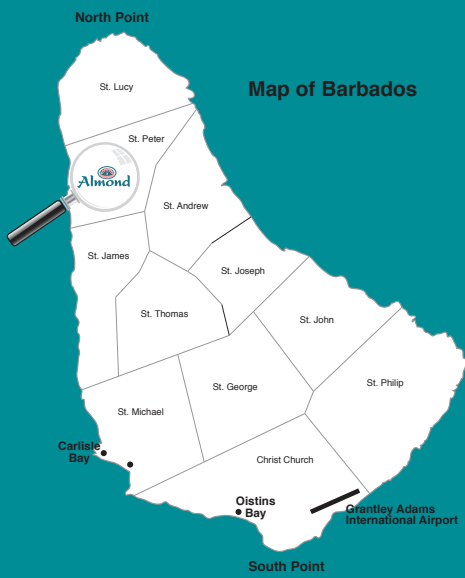 North Point
St. Lucy
Map of Barbados
St. Peter
Almond
St. Andrew
St. James
St. Joseph
St. Thomas
St. John
St. George
St. Philip
St. Michael
Carlisle
Bay
Christ Church
Oistins
Bay
Grantley Adams
International Airport
South Point